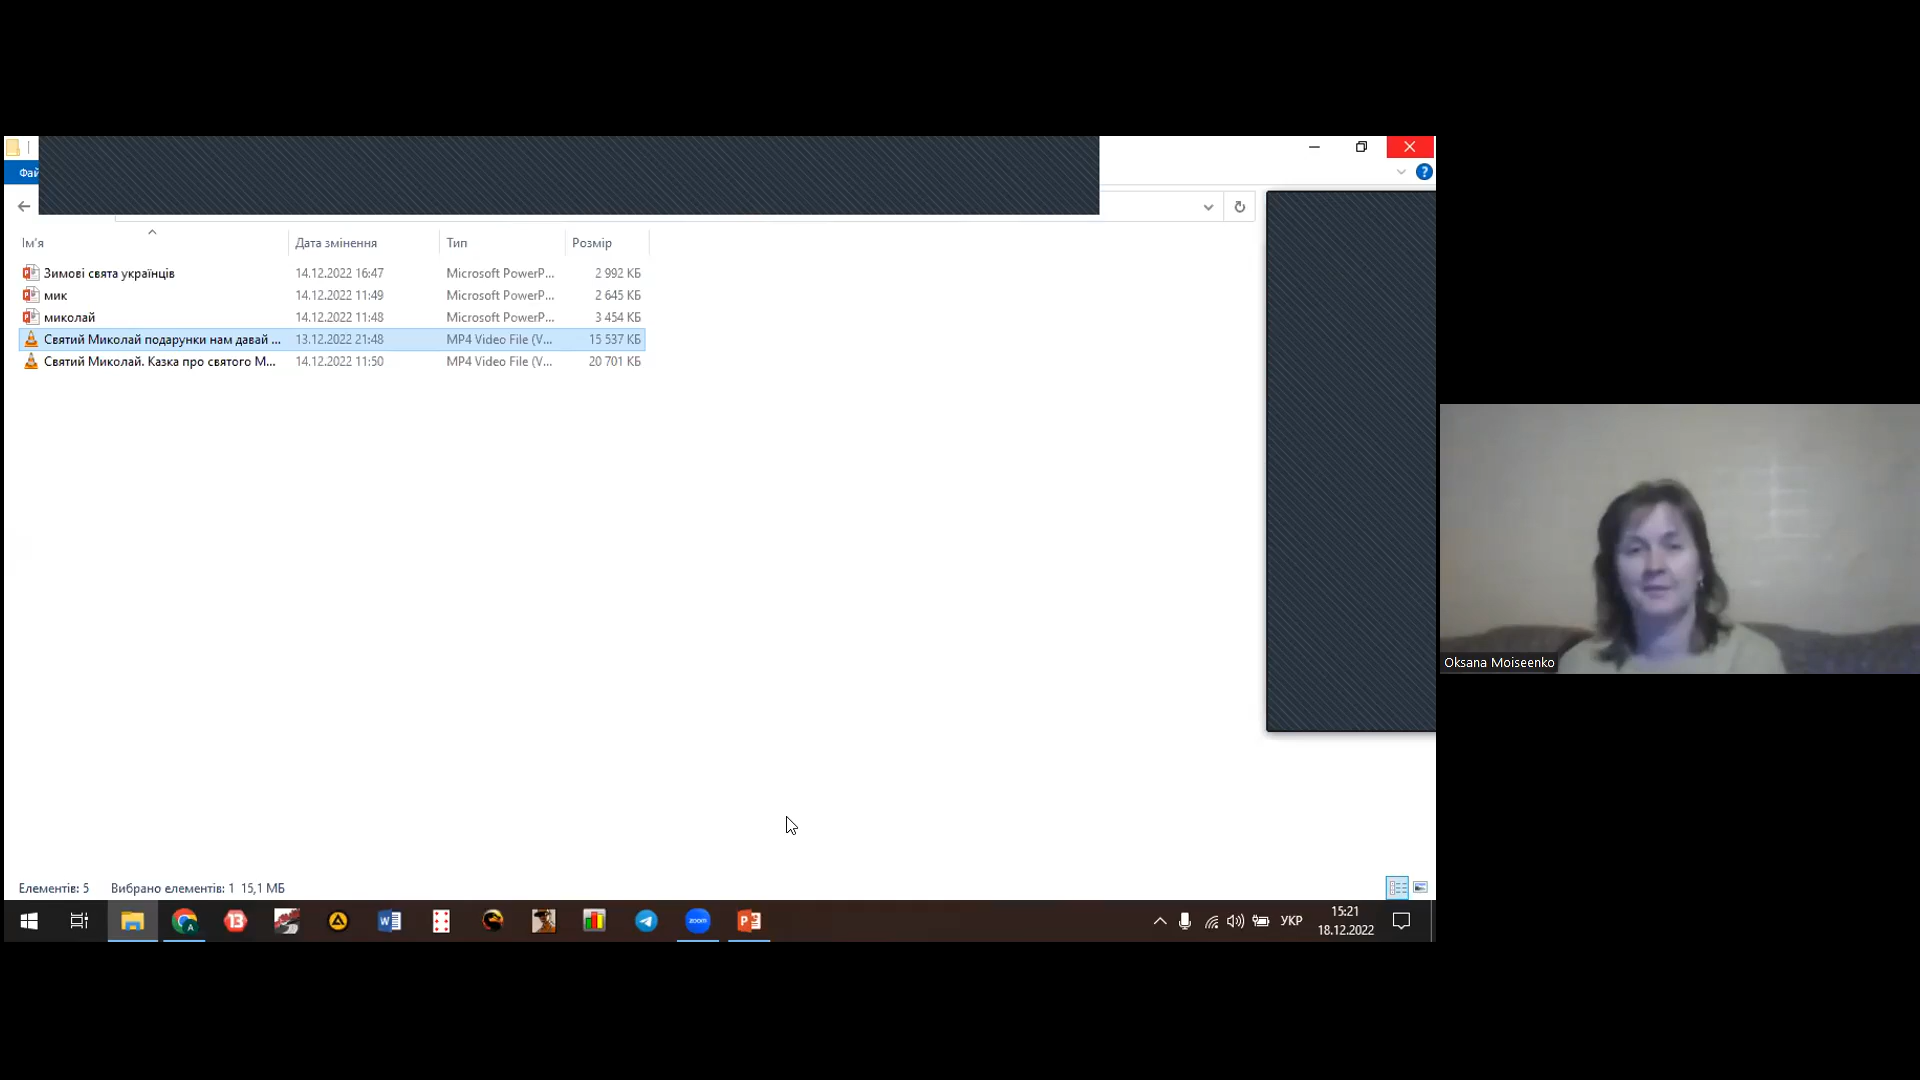 Фай
Ім'я Дата змінення Тип Розмір
Зимові свята українців 14.12.2022 16:47 Microsoft PowerP... 2 992 КБ
мик 14.12.2022 11:49 Microsoft PowerP... 2 645 КБ
миколай 14.12.2022 11:48 Microsoft PowerP... 3 454 КБ
Святий Миколай подарунки нам давай ... 13.12.2022 21:48 MP4 Video File (V... 15 537 КБ
Святий Миколай. Казка про святого М... 14.12.2022 11:50 MP4 Video File (V... 20 701 КБ
Oksana Moiseenko
Елементів: 5 Вибрано елементів: 1 15,1 МБ
13 zoom УКР 15:21
18.12.2022